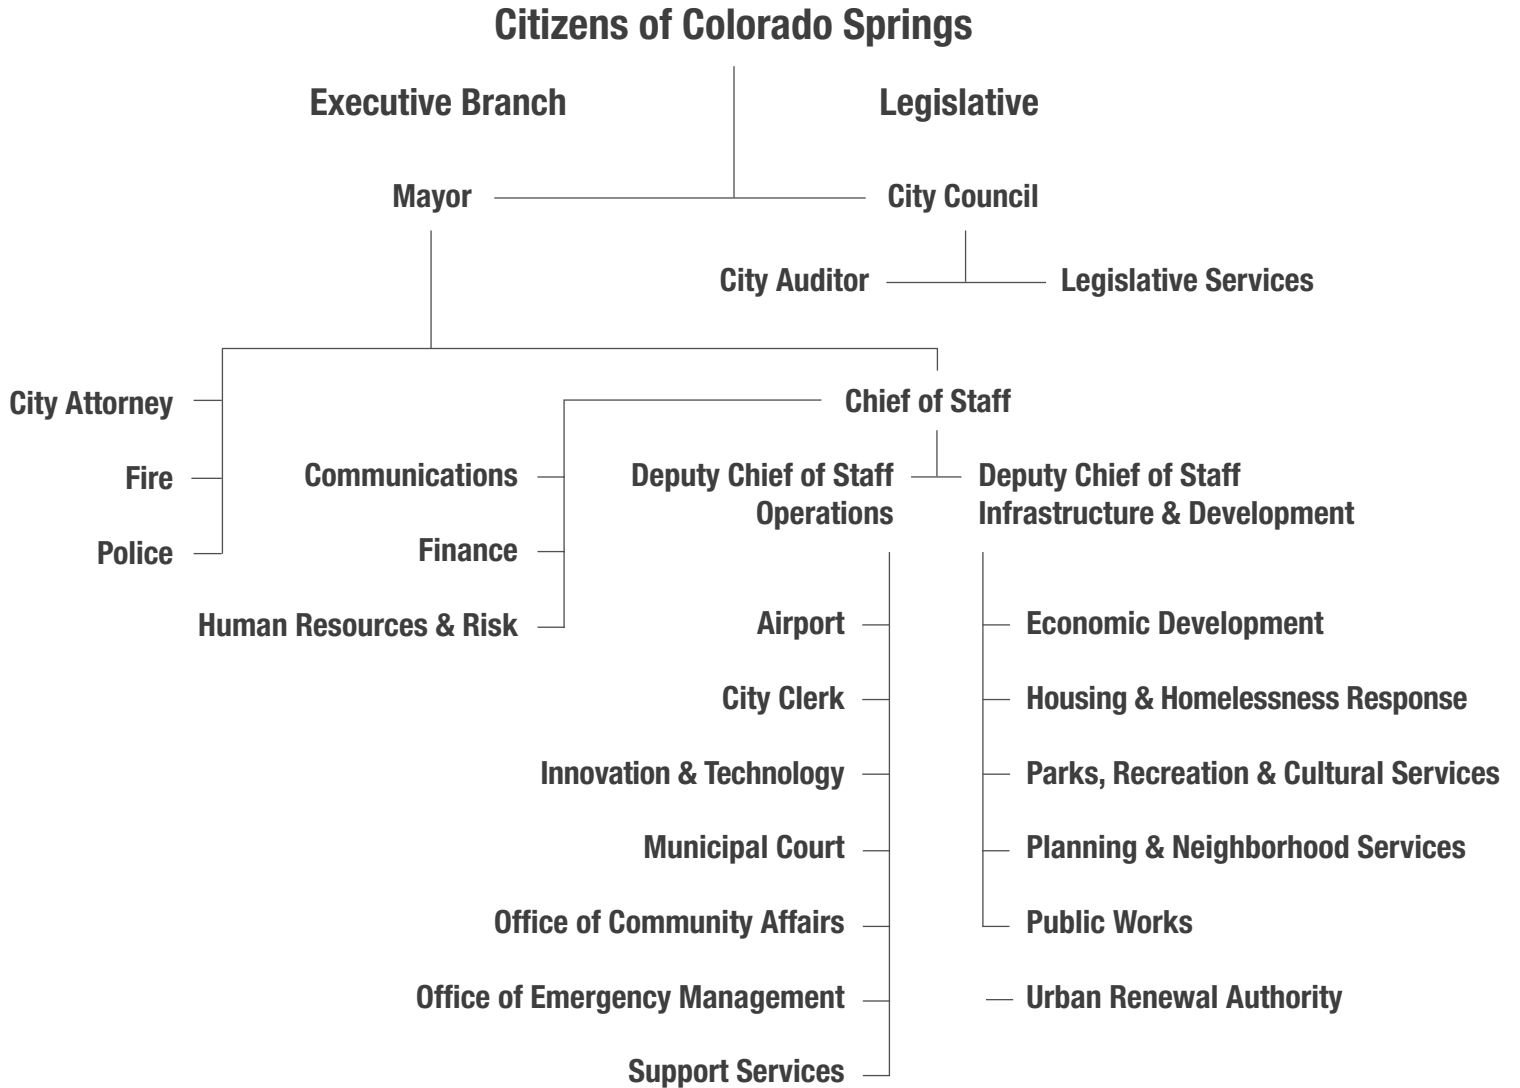 Citizens of Colorado Springs
Executive Branch
Legislative
Mayor
City Council
City Auditor
Legislative Services
City Attorney
Fire
Police
Chief of Staff
Communications
Finance
Human Resources & Risk
Deputy Chief of Staff
Operations
Deputy Chief of Staff
Infrastructure & Development
Airport
City Clerk
Innovation & Technology
Municipal Court
Office of Community Affairs
Office of Emergency Management
Support Services
Economic Development
Housing & Homelessness Response
Parks, Recreation & Cultural Services
Planning & Neighborhood Services
Public Works
Urban Renewal Authority